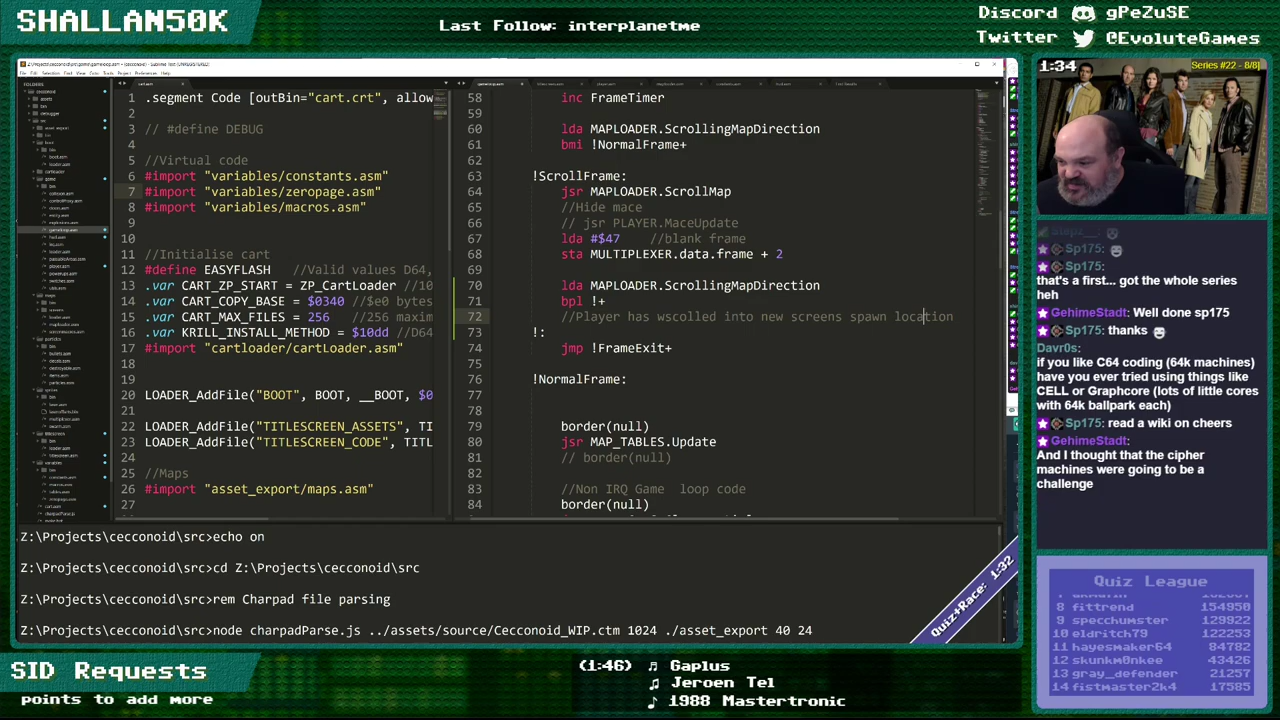 SHALLAN50K
Last Follow: interplanetme
Discord gPeZuSE
Twitter @EvoluteGames
1 .segment Code [outBin="cart.crt", allow
2
3 // #define DEBUG
4
5 //Virtual code
6 #import "variables/constants.asm"
7 #import "variables/zeropage.asm"
8 #import "variables/macros.asm"
9
10
11 //Initialise cart
12 #define EASYFLASH //Valid values D64,
13 .var CART_ZP_START = ZP_CartLoader //10
14 .var CART_COPY_BASE = $0340 //$e0 bytes
15 .var CART_MAX_FILES = 256 //256 maxim
16 .var KRILL_INSTALL_METHOD = $10dd //D64
17 #import "cartloader/cartLoader.asm"
18
19
20 LOADER_AddFile("BOOT", BOOT, __BOOT, $0
21
22 LOADER_AddFile("TITLESCREEN_ASSETS", TI
23 LOADER_AddFile("TITLESCREEN_CODE", TITL
24
25 //Maps
26 #import "asset_export/maps.asm"
27
58 inc FrameTimer
59
60 lda MAPLOADER.ScrollingMapDirection
61 bmi !NormalFrame+
62
63 !ScrollFrame:
64 jsr MAPLOADER.ScrollMap
65 //Hide mace
66 // jsr PLAYER.MaceUpdate
67 lda #$47 //blank frame
68 sta MULTIPLEXER.data.frame + 2
69
70 lda MAPLOADER.ScrollingMapDirection
71 bpl !+
72 //Player has wscolled into new screens spawn location
73 !:
74 jmp !FrameExit+
75
76 !NormalFrame:
77
78
79 border(null)
80 jsr MAP_TABLES.Update
81 // border(null)
82
83 //Non IRQ Game loop code
84 border(null)
Z:\Projects\cecconoid\src>echo on
Z:\Projects\cecconoid\src>cd Z:\Projects\cecconoid\src
Z:\Projects\cecconoid\src>rem Charpad file parsing
Z:\Projects\cecconoid\src>node charpadParse.js ../assets/source/Cecconoid_WIP.ctm 1024 ./asset_export 40 24
Quiz+Race: 1:32
1:34
Series #22 - 8/8]
Sp175:
Sp175:
that's a first... got the whole series heh
GehimeStadt: Well done sp175
Sp175: thanks
Davr0s:
if you like C64 coding (64k machines) have you ever tried using things like CELL or Graphcore (lots of little cores with 64k ballpark each)
Sp175: read a wiki on cheers
GehimeStadt:
And I thought that the cipher machines were going to be a challenge
Quiz League
8 fittrend 154950
9 specchumster 129922
10 eldritch79 122253
11 hayesmaker64 84782
12 skunkm0nkee 43426
13 gray_defender 21257
14 fistmaster2k4 17585
SID Requests
points to add more
(1:46) Gaplus
Jeroen Tel
1988 Mastertronic